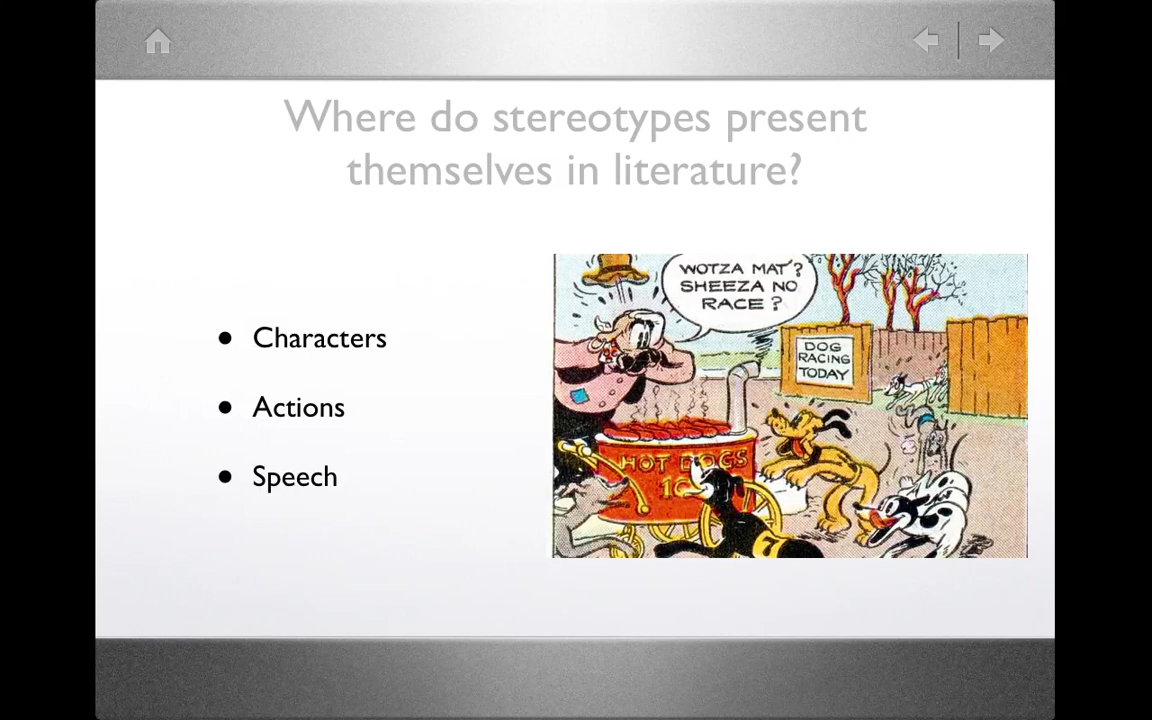 Where do stereotypes present
themselves in literature?
• Characters
• Actions
• Speech
WOTZA MAT'?
SHEEZA NO
RACE?
DOG
RACING
TODAY
HOT DOGS